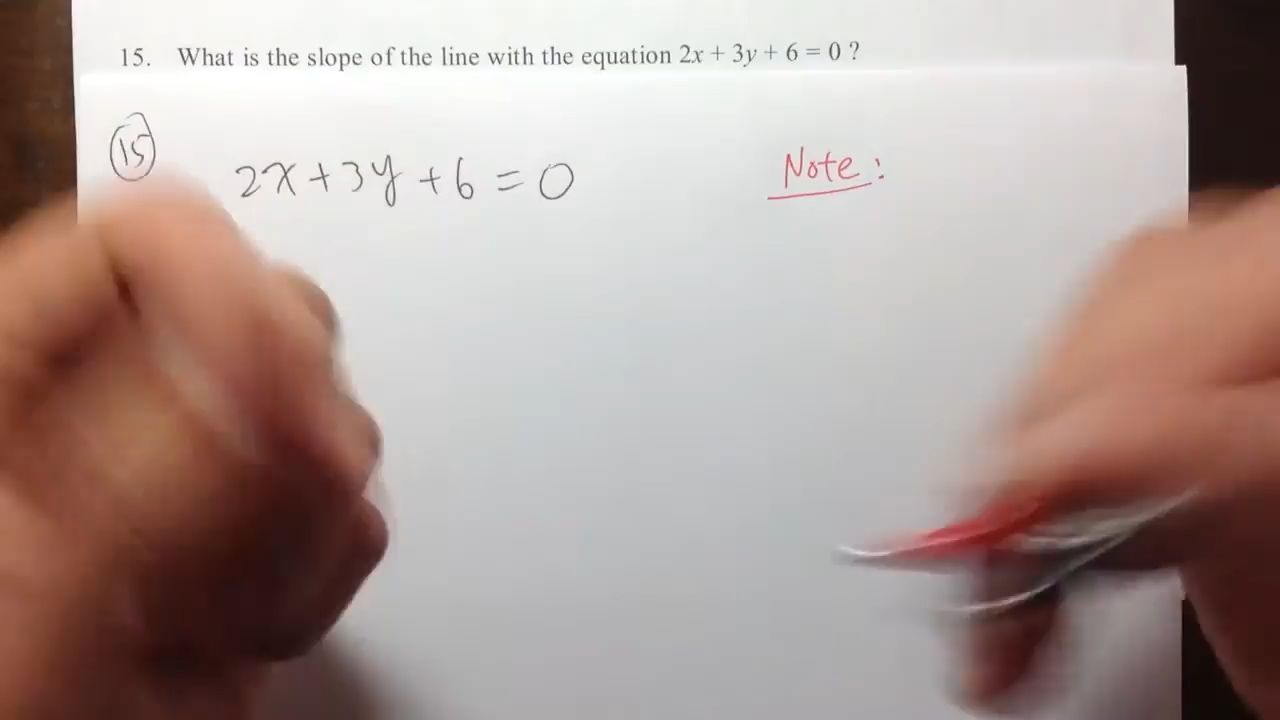 15. What is the slope of the line with the equation 2x + 3y + 6 = 0 ?
15
2x+3y+6=0
Note: